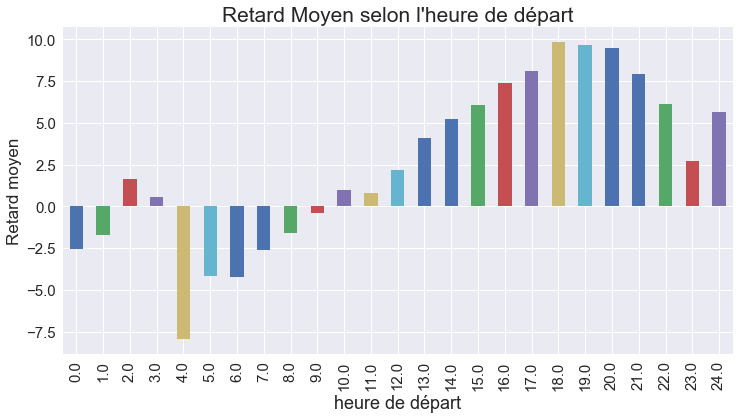 Retard Moyen selon l'heure de départ
10.0
7.5
5.0
2.5
0.0
−2.5
−5.0
−7.5
Retard moyen
0.0 1.0 2.0 3.0 4.0 5.0 6.0 7.0 8.0 9.0 10.0 11.0 12.0 13.0 14.0 15.0 16.0 17.0 18.0 19.0 20.0 21.0 22.0 23.0 24.0
heure de départ